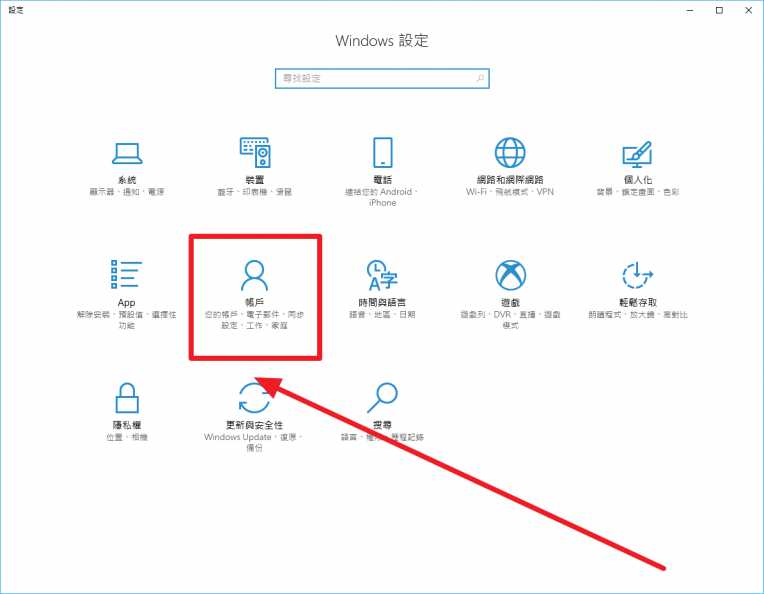 設定
Windows 設定
尋找設定
系統
顯示器、通知、電源
裝置
藍牙、印表機、滑鼠
電話
連結您的 Android、
iPhone
網路和網際網路
Wi-Fi、飛航模式、VPN
個人化
背景、鎖定畫面、色彩
App
解除安裝、預設值、選擇性
功能
帳戶
您的帳戶、電子郵件、同步
設定、工作、家庭
字
A
時間與語言
語音、地區、日期
遊戲
遊戲列、DVR、直播、遊戲
模式
輕鬆存取
朗讀程式、放大鏡、高對比
隱私權
位置、相機
更新與安全性
Windows Update、復原、
備份
搜尋
語言、權限、歷程記錄